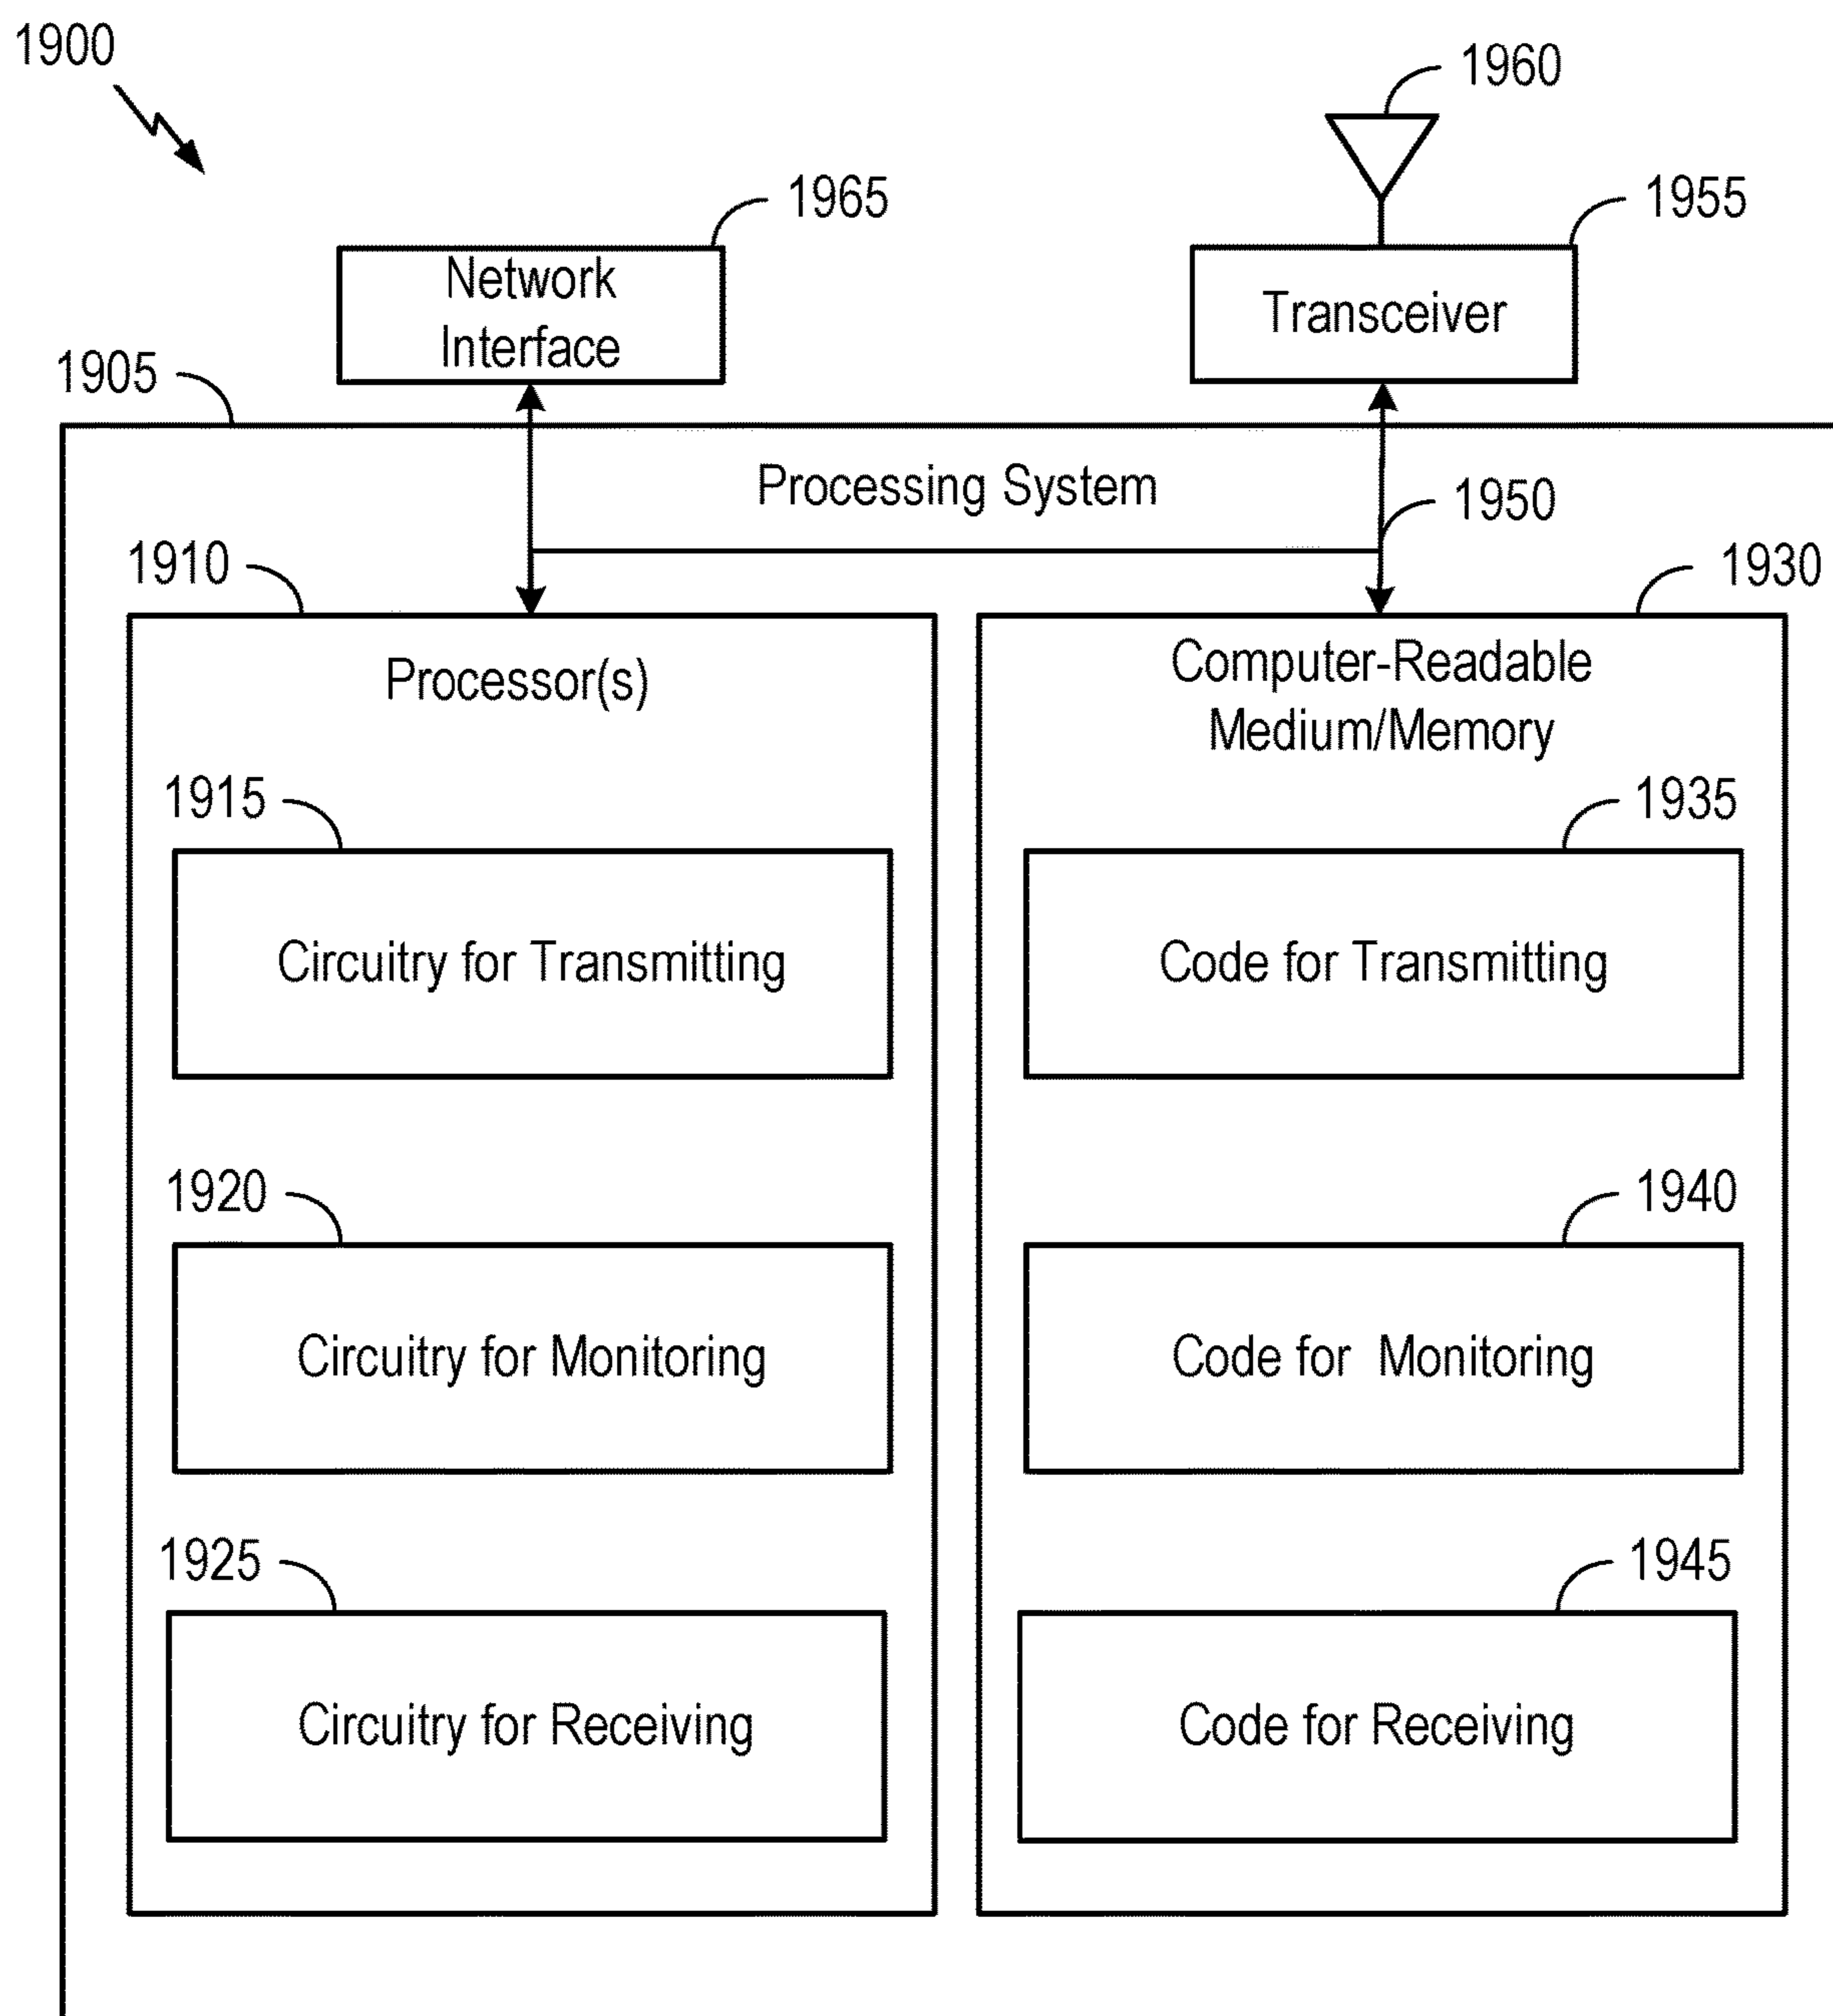 1900
1960
1965
1955
Network
Interface
Transceiver
1905
Processing System
1950
1910
1930
Processor(s)
Computer-Readable
Medium/Memory
1915
1935
Circuitry for Transmitting
Code for Transmitting
1920
1940
Circuitry for Monitoring
Code for Monitoring
1925
1945
Circuitry for Receiving
Code for Receiving